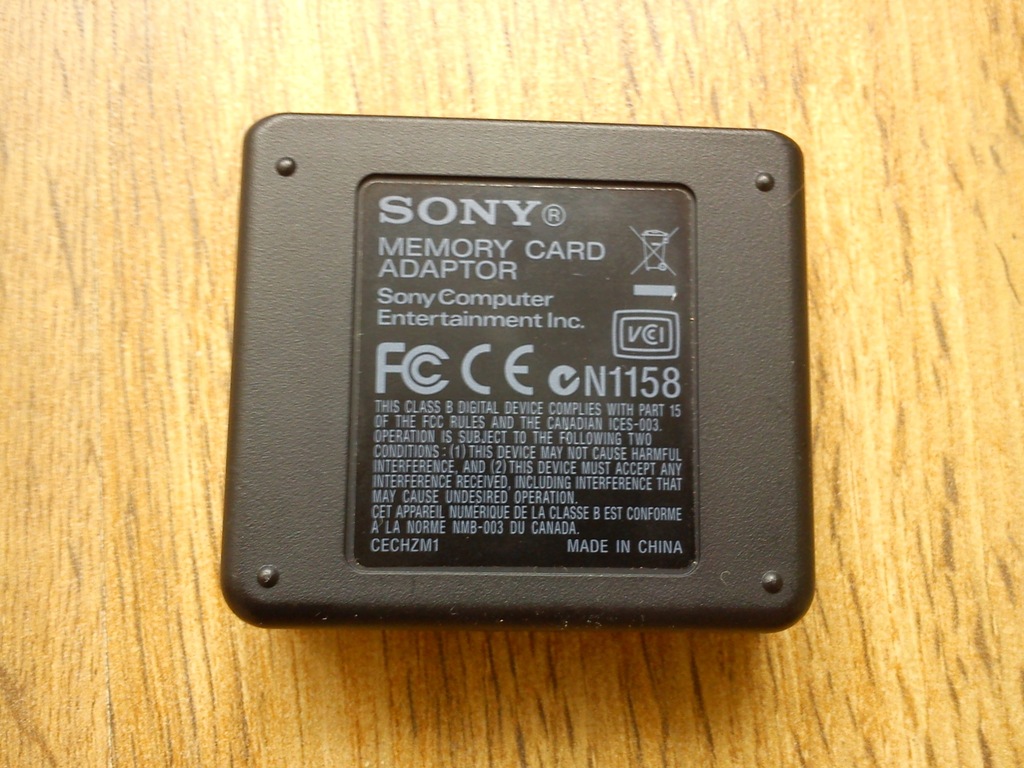 SONY®
MEMORY CARD
ADAPTOR
Sony Computer
Entertainment Inc.
VCI
FC CE N1158
THIS CLASS B DIGITAL DEVICE COMPLIES WITH PART 15
OF THE FCC RULES AND THE CANADIAN ICES-003.
OPERATION IS SUBJECT TO THE FOLLOWING TWO
CONDITIONS : (1) THIS DEVICE MAY NOT CAUSE HARMFUL
INTERFERENCE, AND (2) THIS DEVICE MUST ACCEPT ANY
INTERFERENCE RECEIVED, INCLUDING INTERFERENCE THAT
MAY CAUSE UNDESIRED OPERATION.
CET APPAREIL NUMERIQUE DE LA CLASSE B EST CONFORME
A LA NORME NMB-003 DU CANADA.
CECHZM1 MADE IN CHINA